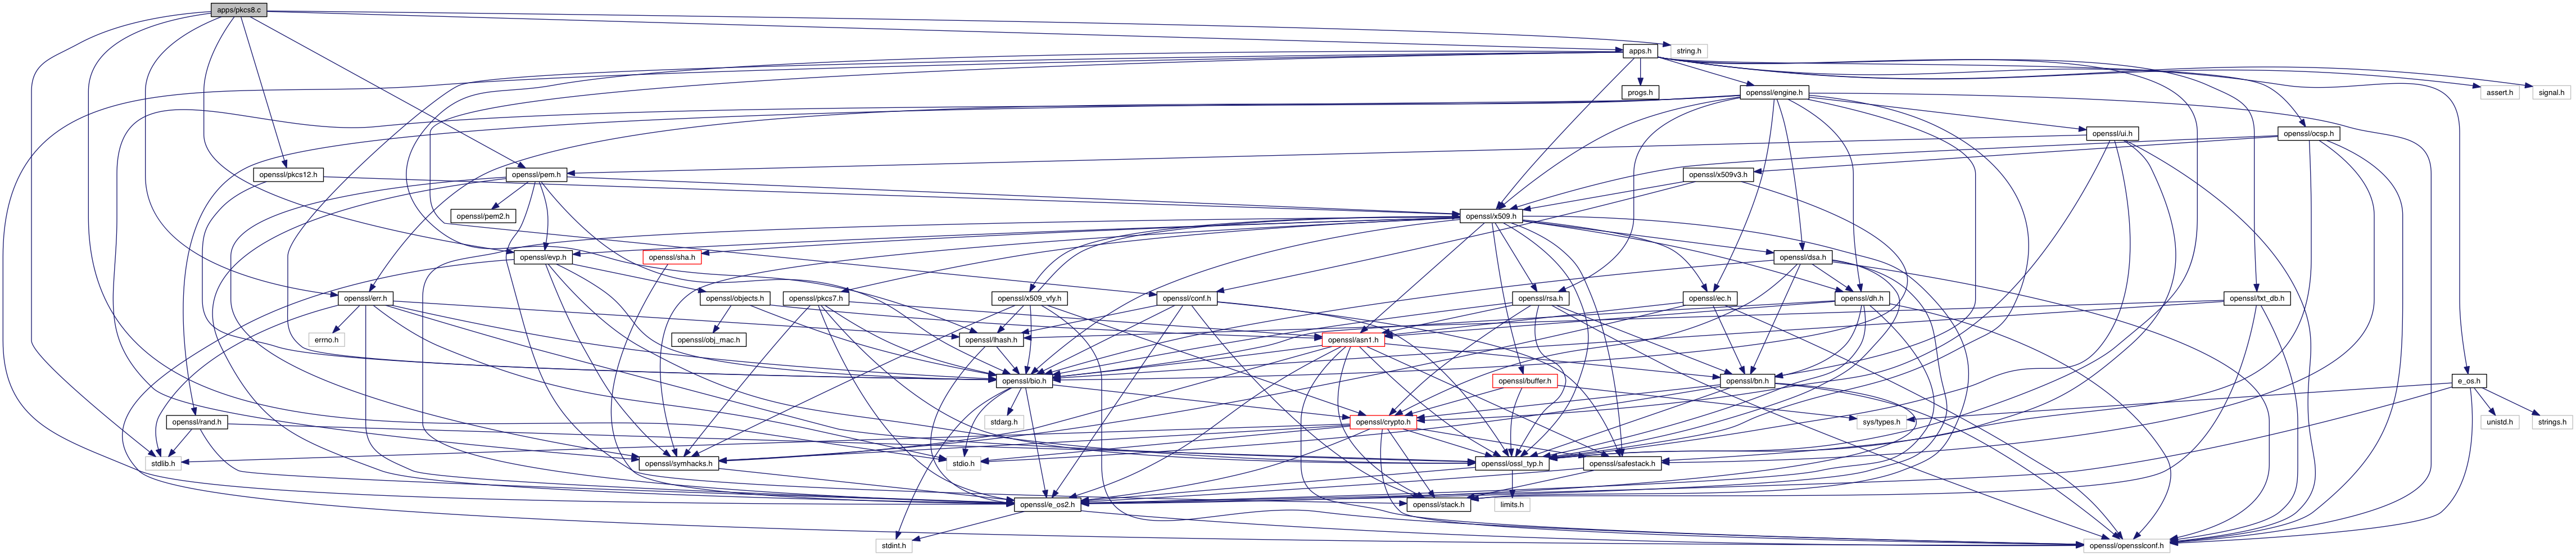 apps/pkcs8.c
apps.h
string.h
progs.h
openssl/engine.h
assert.h
signal.h
openssl/ui.h
openssl/ocsp.h
openssl/pkcs12.h
openssl/pem.h
openssl/x509v3.h
openssl/pem2.h
openssl/x509.h
openssl/evp.h
openssl/sha.h
openssl/dsa.h
openssl/err.h
openssl/objects.h
openssl/pkcs7.h
openssl/x509_vfy.h
openssl/conf.h
openssl/rsa.h
openssl/ec.h
openssl/dh.h
openssl/txt_db.h
errno.h
openssl/obj_mac.h
openssl/lhash.h
openssl/asn1.h
openssl/bio.h
openssl/buffer.h
openssl/bn.h
e_os.h
openssl/rand.h
stdarg.h
openssl/crypto.h
sys/types.h
unistd.h
strings.h
stdlib.h
openssl/symhacks.h
stdio.h
openssl/ossl_typ.h
openssl/safestack.h
openssl/e_os2.h
openssl/stack.h
limits.h
stdint.h
openssl/opensslconf.h